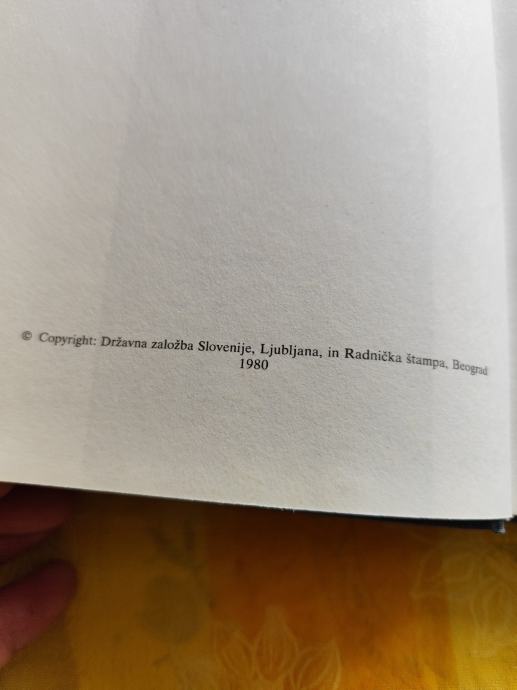 © Copyright: Državna založba Slovenije, Ljubljana, in Radnička štampa, Beograd
1980